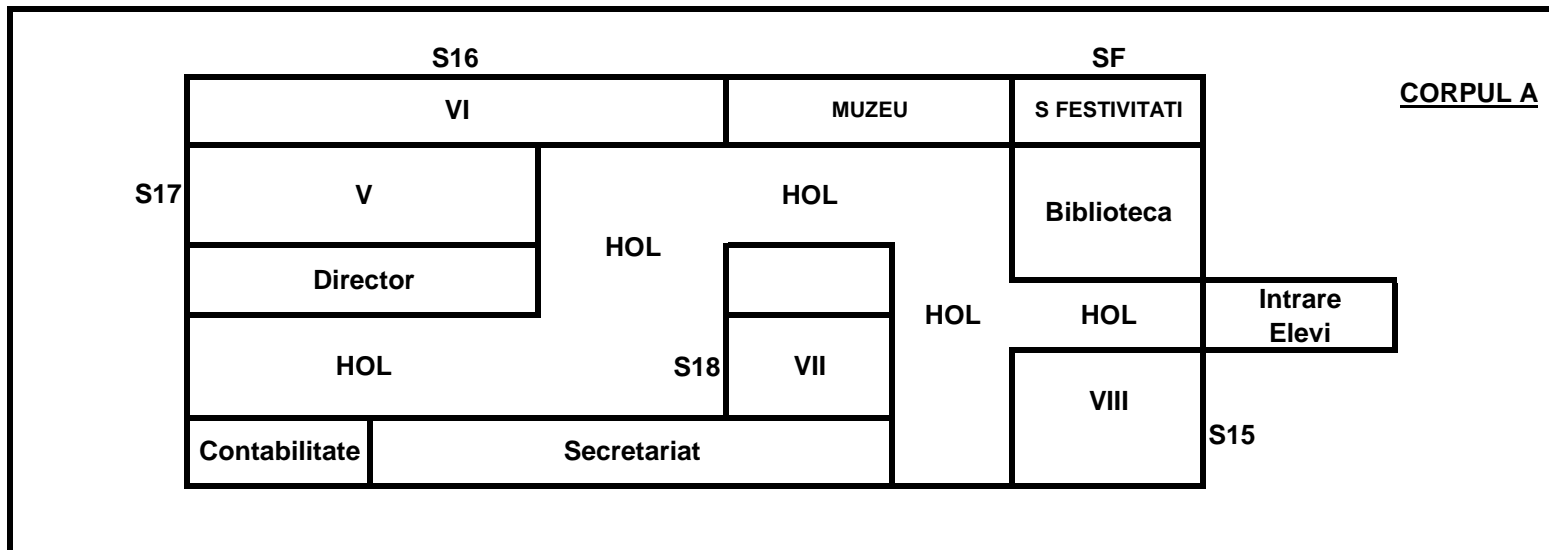 S16
SF
CORPUL A
VI
MUZEU
S FESTIVITATI
S17
V
HOL
Biblioteca
HOL
Director
HOL
HOL
Intrare
Elevi
HOL
S18
VII
VIII
S15
Contabilitate
Secretariat